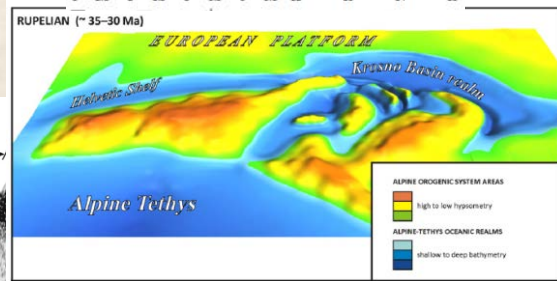 RUPELIAN (~ 35–30 Ma)
EUROPEAN PLATFORM
Krosno Basin realm
Helvetic Shelf
Alpine Tethys
ALPINE OROGENIC SYSTEM AREAS
high to low hypsometry
ALPINE-TETHYS OCEANIC REALMS
shallow to deep bathymetry